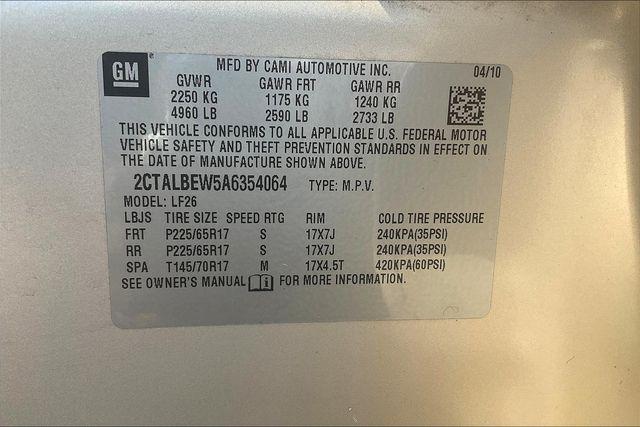 GM
MFD BY CAMI AUTOMOTIVE INC. 04/10
GVWR GAWR FRT GAWR RR
2250 KG 1175 KG 1240 KG
4960 LB 2590 LB 2733 LB
THIS VEHICLE CONFORMS TO ALL APPLICABLE U.S. FEDERAL MOTOR
VEHICLE SAFETY AND THEFT PREVENTION STANDARDS IN EFFECT ON
THE DATE OF MANUFACTURE SHOWN ABOVE.
2CTALBEW5A6354064 TYPE: M.P.V.
MODEL: LF26
LBJS TIRE SIZE SPEED RTG RIM COLD TIRE PRESSURE
FRT P225/65R17 S 17X7J 240KPA(35PSI)
RR P225/65R17 S 17X7J 240KPA(35PSI)
SPA T145/70R17 M 17X4.5T 420KPA(60PSI)
SEE OWNER'S MANUAL FOR MORE INFORMATION.